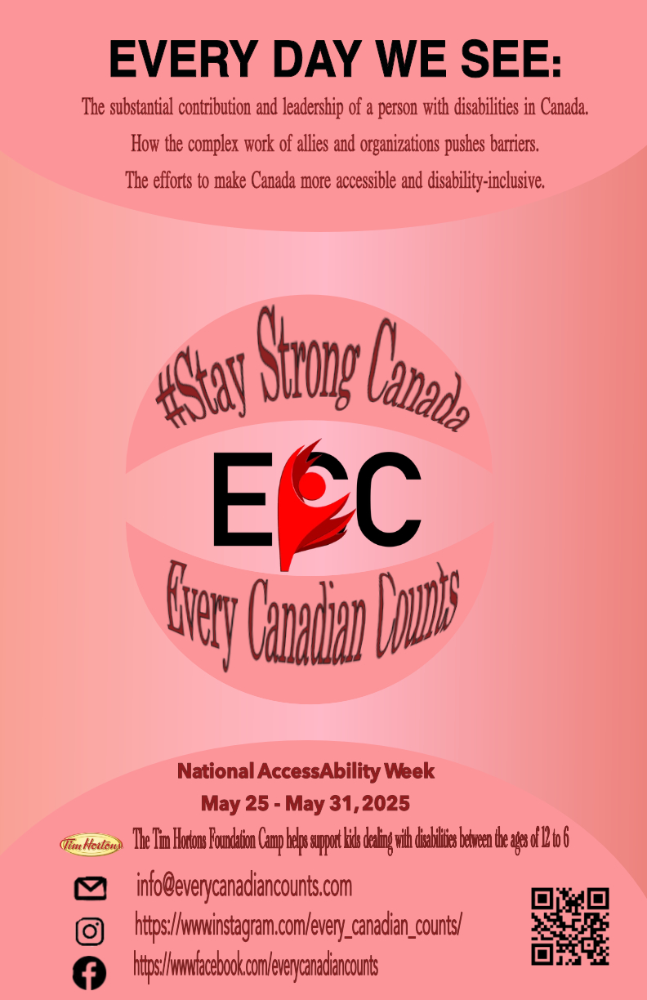 EVERY DAY WE SEE:
The substantial contribution and leadership of a person with disabilities in Canada.
How the complex work of allies and organizations pushes barriers.
The efforts to make Canada more accessible and disability-inclusive.
#Stay Strong Canada
ECC
Every Canadian Counts
National AccessAbility Week
May 25 - May 31, 2025
Tim Hortons The Tim Hortons Foundation Camp helps support kids dealing with disabilities between the ages of 12 to 6
info@everycanadiancounts.com
https://www.instagram.com/every_canadian_counts/
https://www.facebook.com/everycanadiancounts